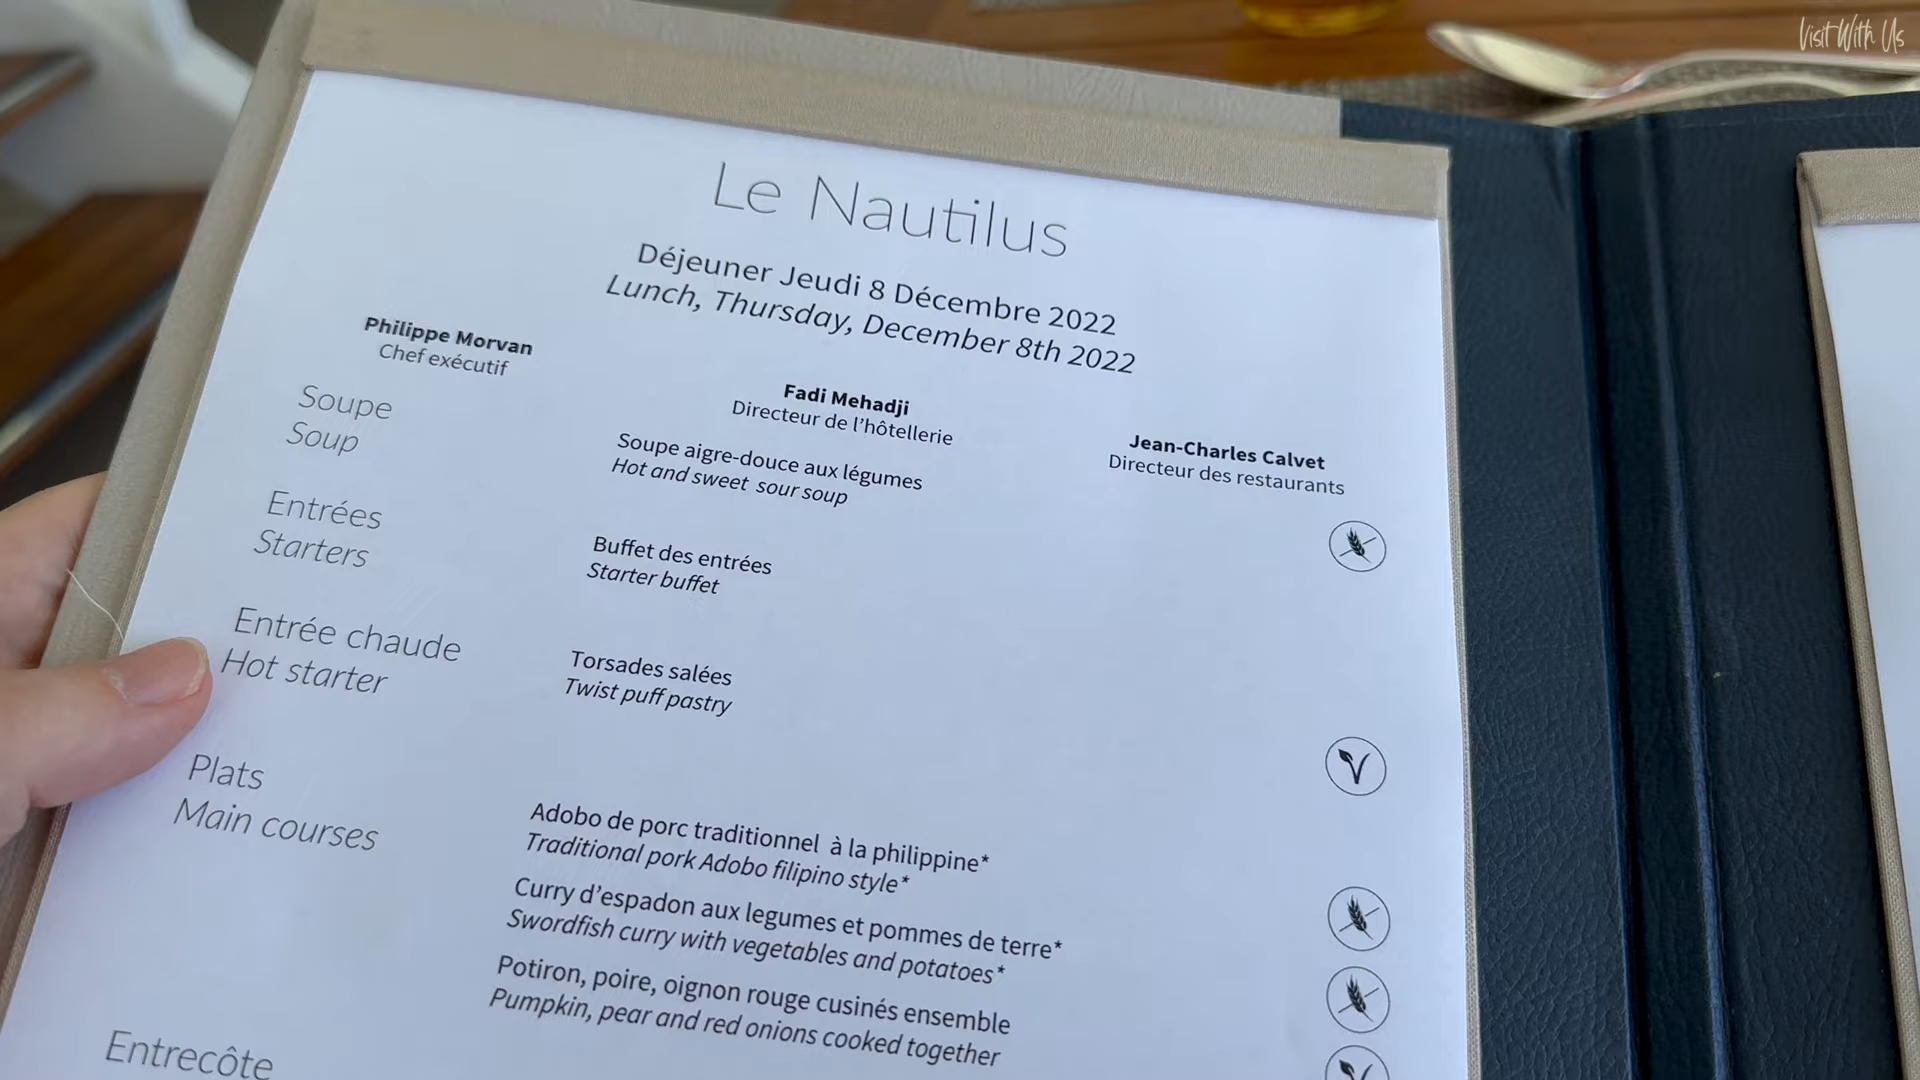 Visit With Us
Le Nautilus
Déjeuner Jeudi 8 Décembre 2022
Lunch, Thursday, December 8th 2022
Philippe Morvan
Chef exécutif
Fadi Mehadji
Directeur de l'hôtellerie
Jean-Charles Calvet
Directeur des restaurants
Soupe
Soup
Soupe aigre-douce aux légumes
Hot and sweet sour soup
Entrées
Starters
Buffet des entrées
Starter buffet
Entrée chaude
Hot starter
Torsades salées
Twist puff pastry
Plats
Main courses
Adobo de porc traditionnel à la philippine*
Traditional pork Adobo filipino style*
Curry d'espadon aux legumes et pommes de terre*
Swordfish curry with vegetables and potatoes*
Potiron, poire, oignon rouge cusinés ensemble
Pumpkin, pear and red onions cooked together
Entrecôte